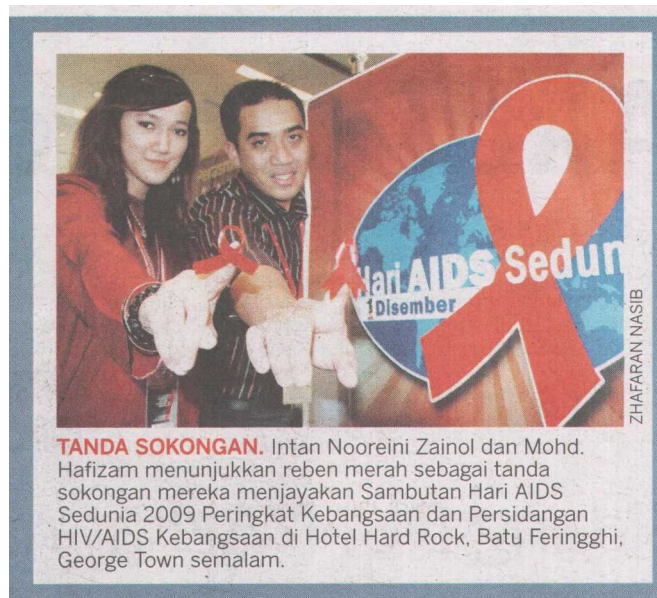 Hari AIDS Sedun
1 Disember
ZHAFARAN NASIB
TANDA SOKONGAN. Intan Nooreini Zainol dan Mohd.
Hafizam menunjukkan reben merah sebagai tanda
sokongan mereka menjayakan Sambutan Hari AIDS
Sedunia 2009 Peringkat Kebangsaan dan Persidangan
HIV/AIDS Kebangsaan di Hotel Hard Rock, Batu Feringghi,
George Town semalam.